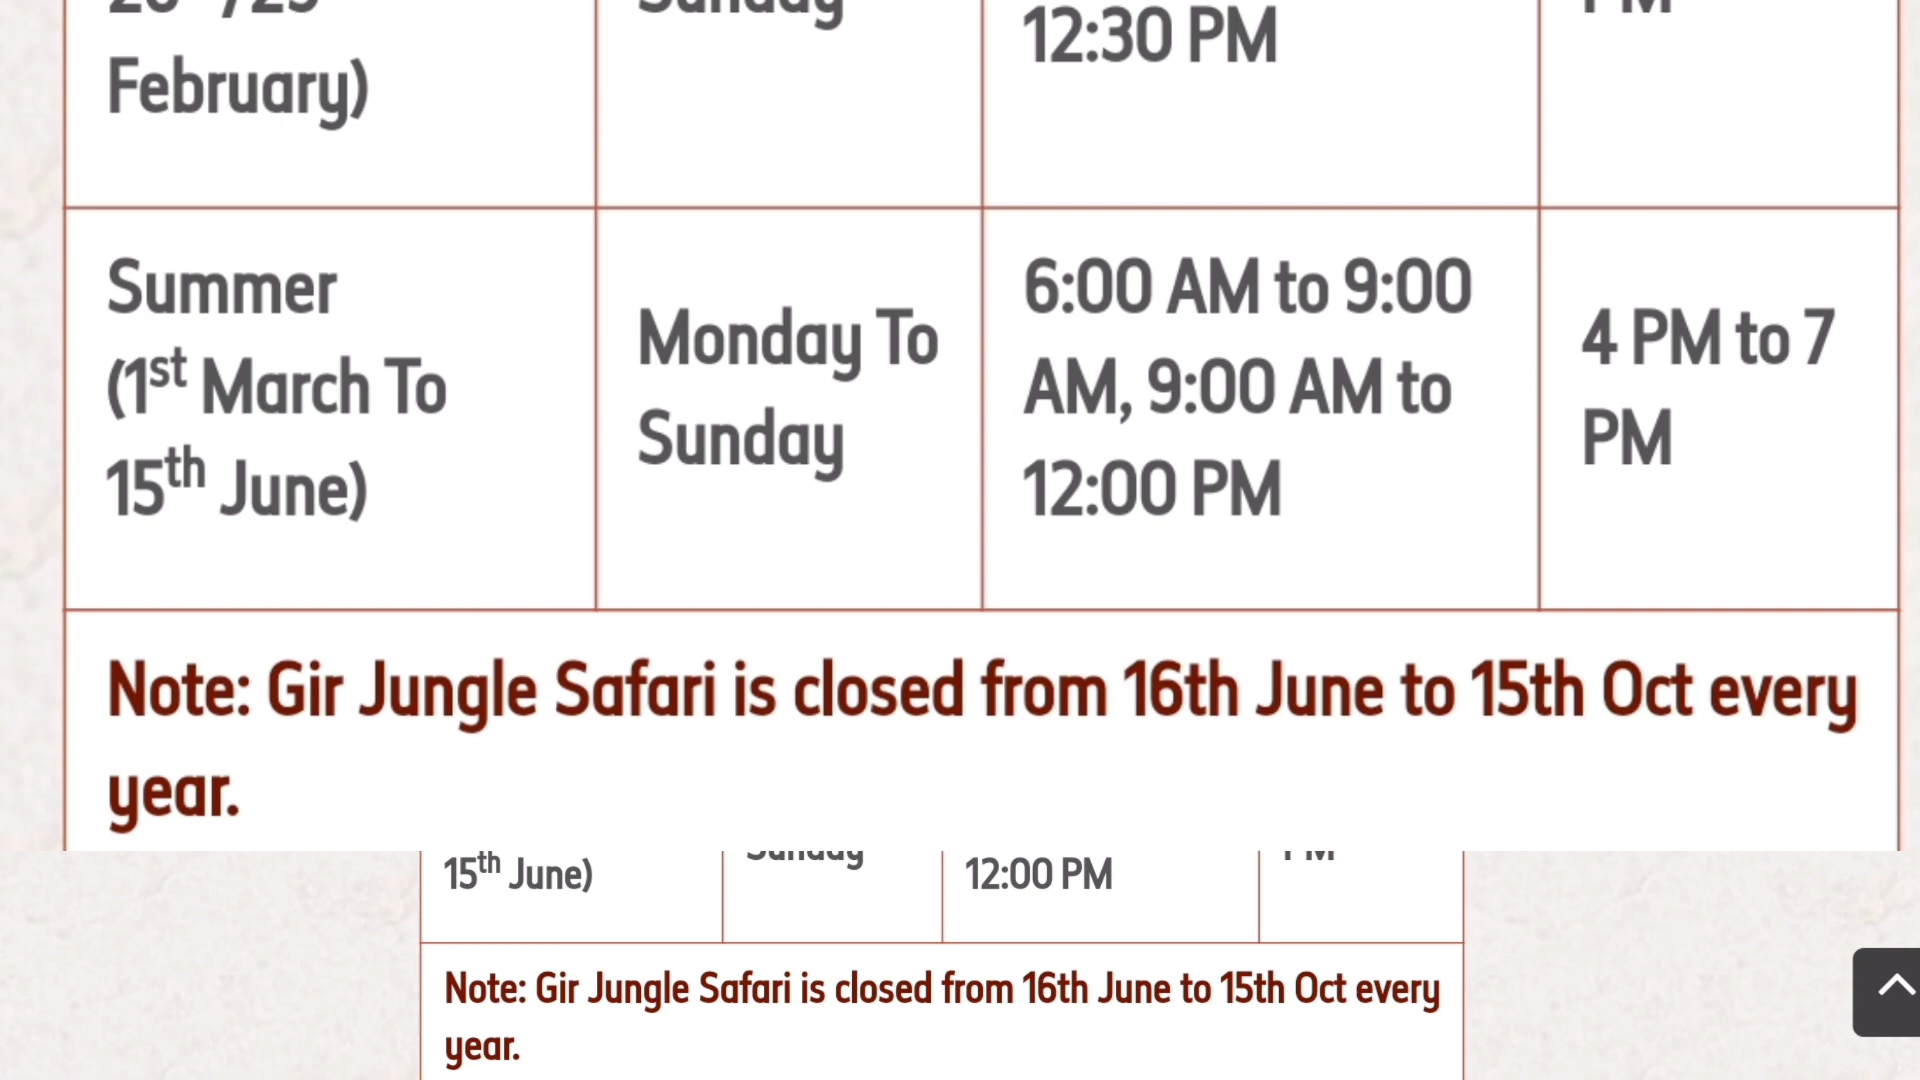 February)
12:30 PM
Summer
(1st March To
15th June)
Monday To
Sunday
6:00 AM to 9:00
AM, 9:00 AM to
12:00 PM
4 PM to 7
PM
Note: Gir Jungle Safari is closed from 16th June to 15th Oct every
year.
15th June)
12:00 PM
Note: Gir Jungle Safari is closed from 16th June to 15th Oct every
year.